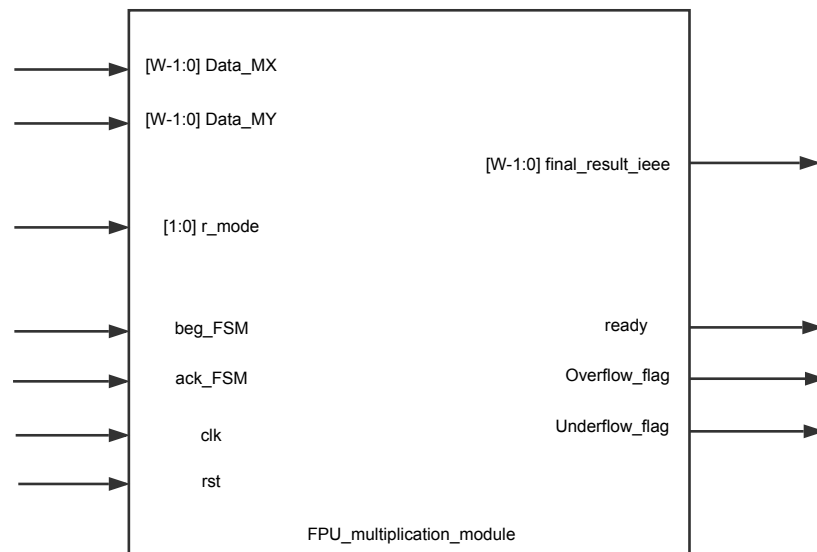 [W-1:0] Data_MX
[W-1:0] Data_MY
[W-1:0] final_result_ieee
[1:0] r_mode
beg_FSM
ready
ack_FSM
Overflow_flag
clk
Underflow_flag
rst
FPU_multiplication_module